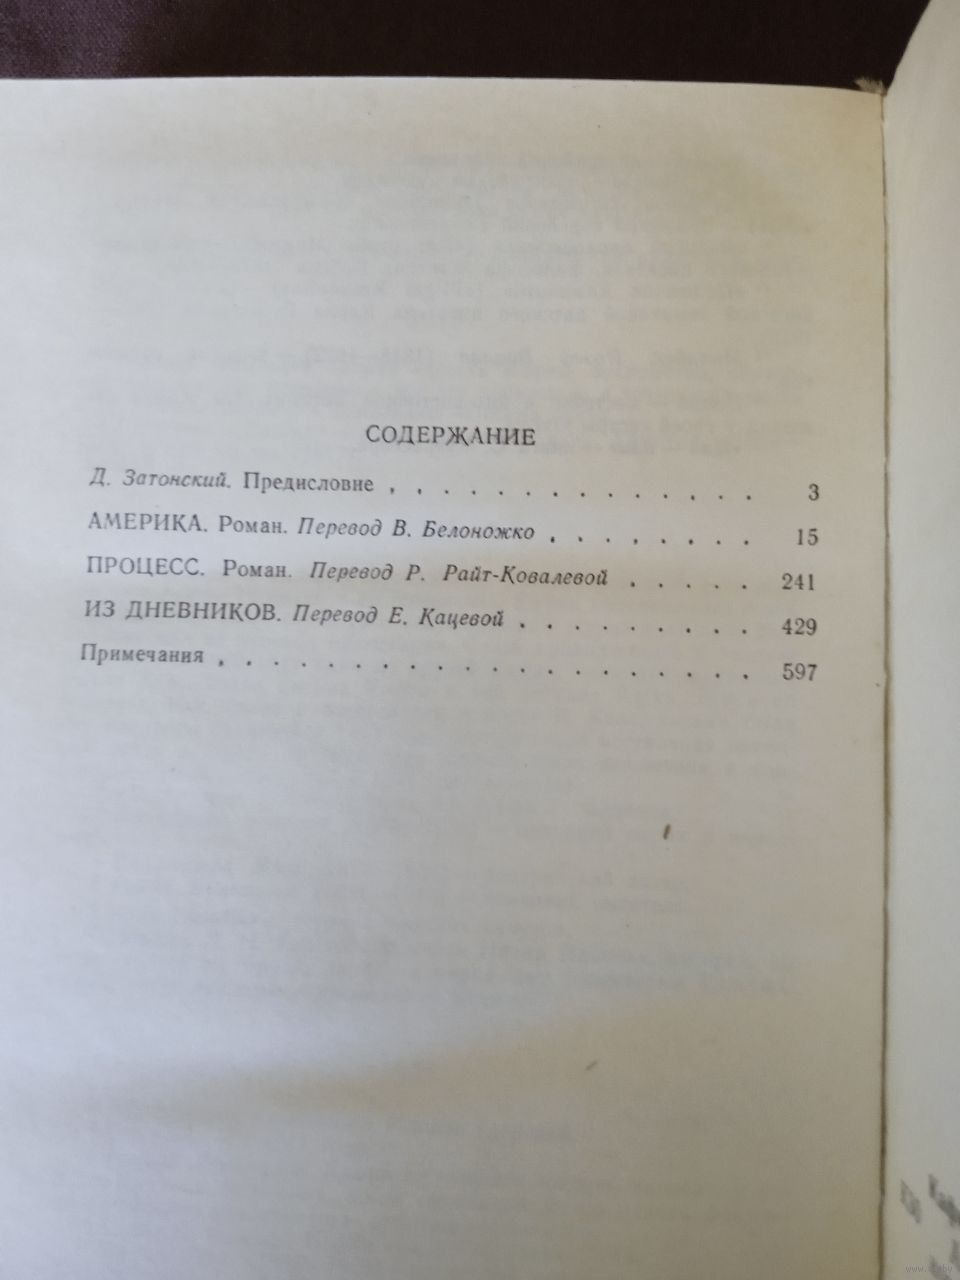 СОДЕРЖАНИЕ
Д. Затонский. Предисловие . . . . . . . . . . . . . . 3
АМЕРИКА. Роман. Перевод В. Белоножко . . . . . . . . 15
ПРОЦЕСС. Роман. Перевод Р. Райт-Ковалевой . . . . . 241
ИЗ ДНЕВНИКОВ. Перевод Е. Кацевой . . . . . . . . . 429
Примечания . . . . . . . . . . . . . . . . . . . . 597